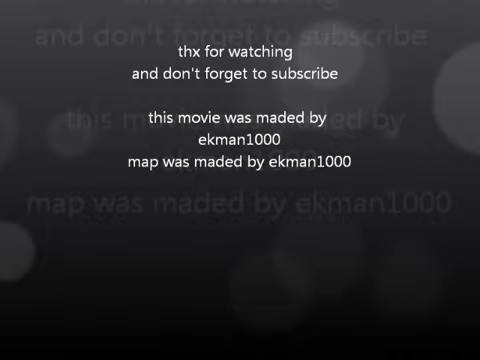 thx for watching
and don't forget to subscribe
this movie was maded by
ekman1000
map was maded by ekman1000